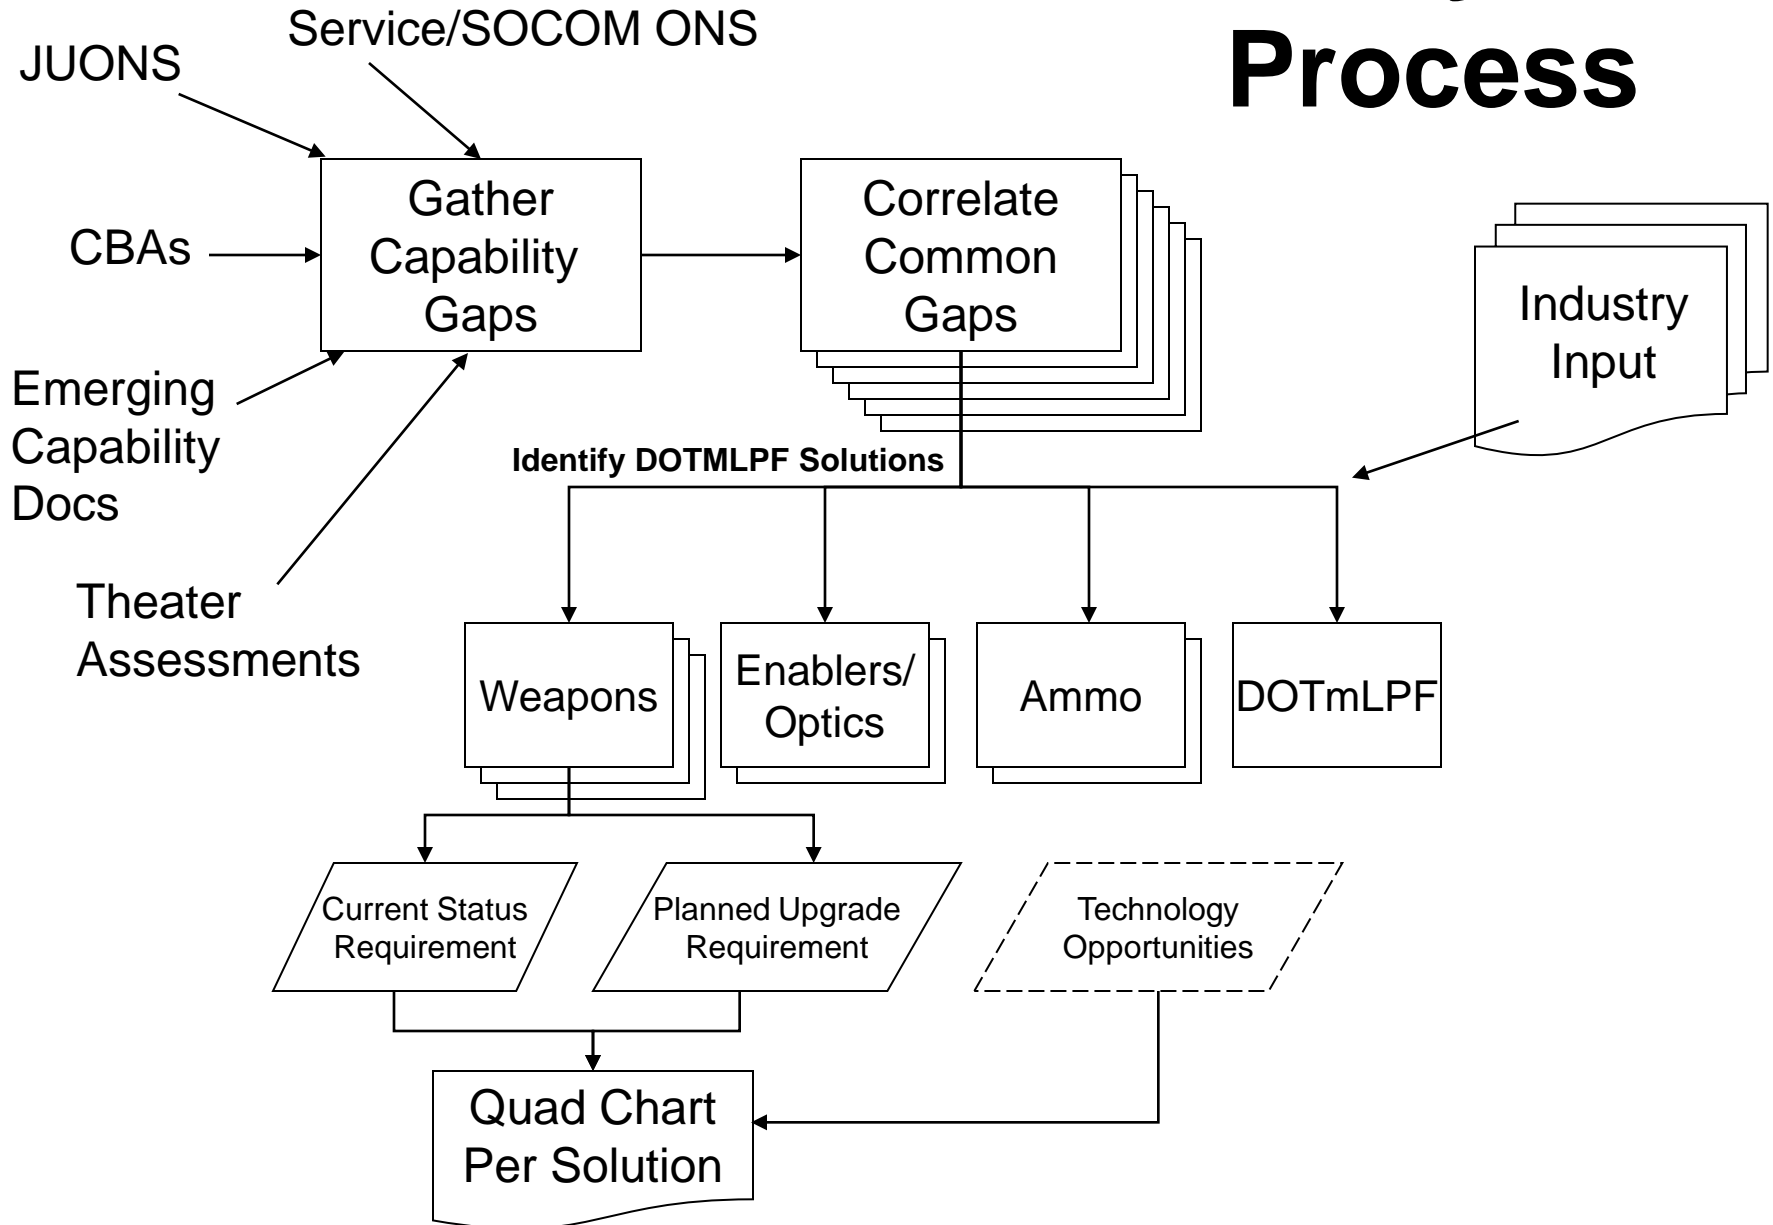 Process
Service/SOCOM ONS
JUONS
Gather
Capability
Gaps
Correlate
Common
Gaps
CBAs
Industry
Input
Emerging
Capability
Docs
Identify DOTMLPF Solutions
Theater
Assessments
Weapons
Enablers/
Optics
Ammo
DOTmLPF
Current Status
Requirement
Planned Upgrade
Requirement
Technology
Opportunities
Quad Chart
Per Solution